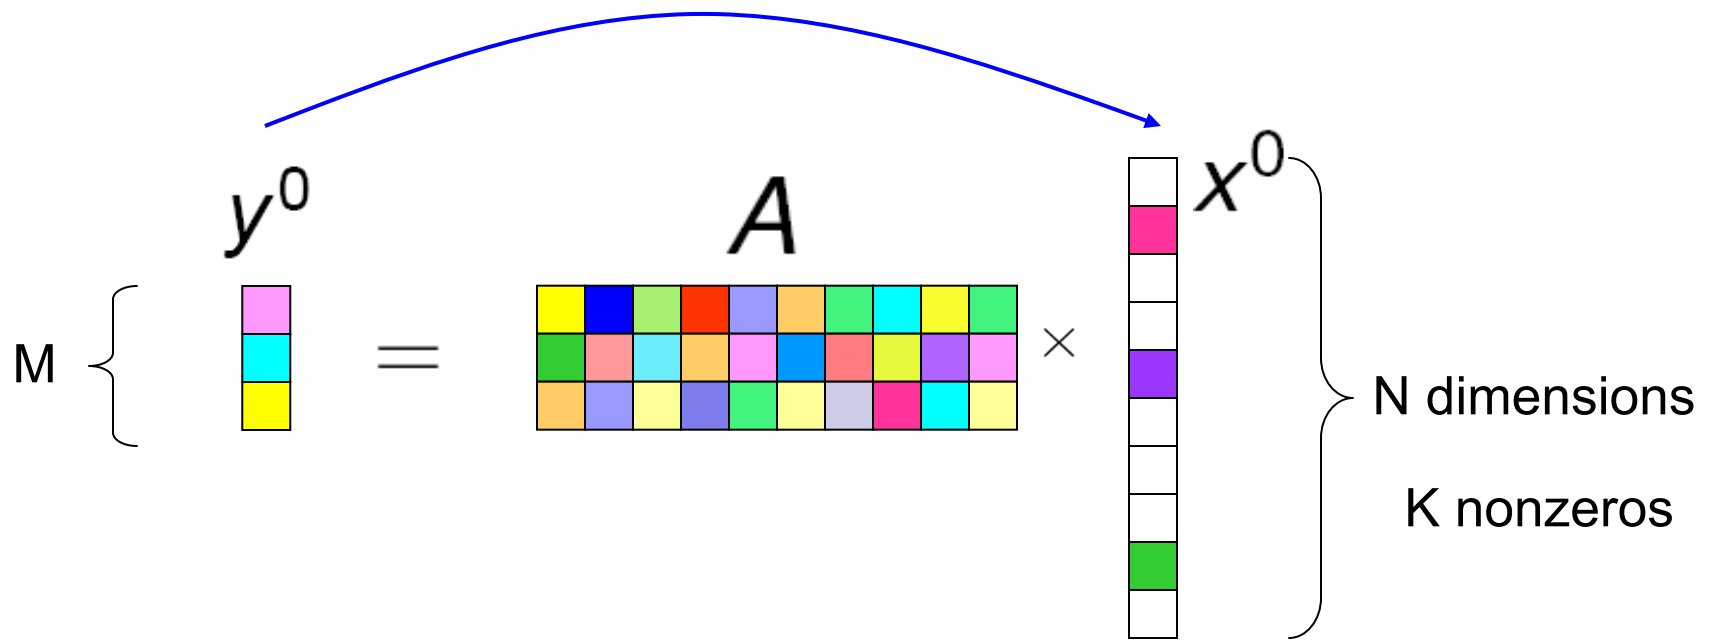 y⁰
A
x⁰
M
=
×
N dimensions
K nonzeros